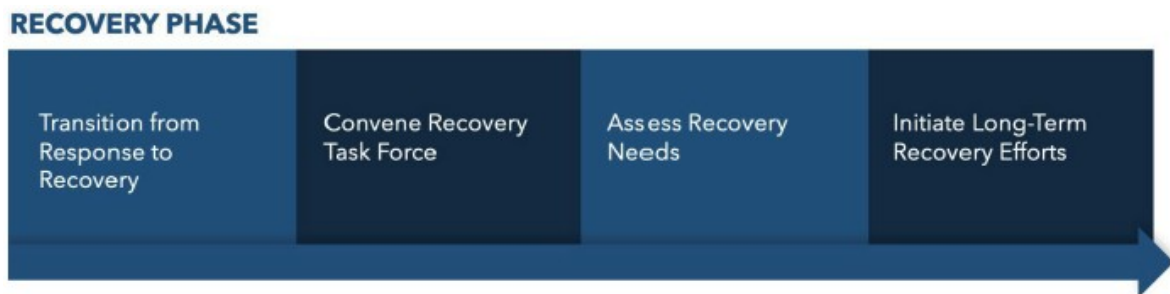 RECOVERY PHASE
Transition from
Response to
Recovery
Convene Recovery
Task Force
Assess Recovery
Needs
Initiate Long-Term
Recovery Efforts